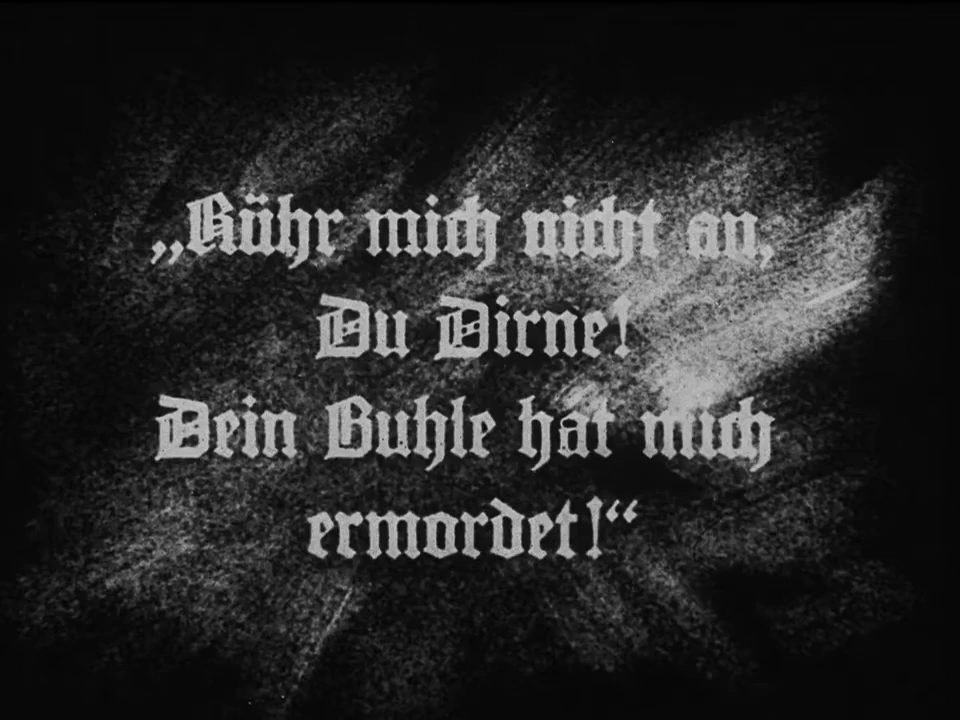 „Rühr mich nicht an,
Du Dirne!
Dein Buhle hat mich
ermordet!“